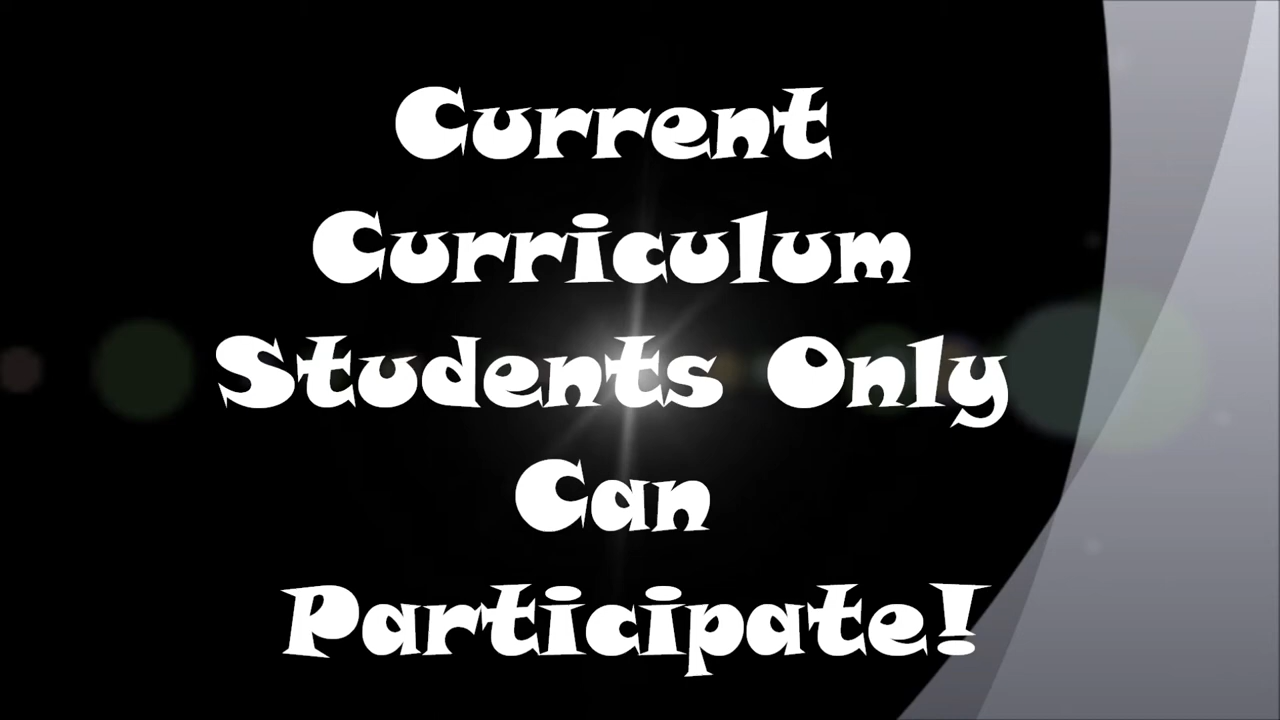 Current
Curriculum
Students Only
Can
Participate!